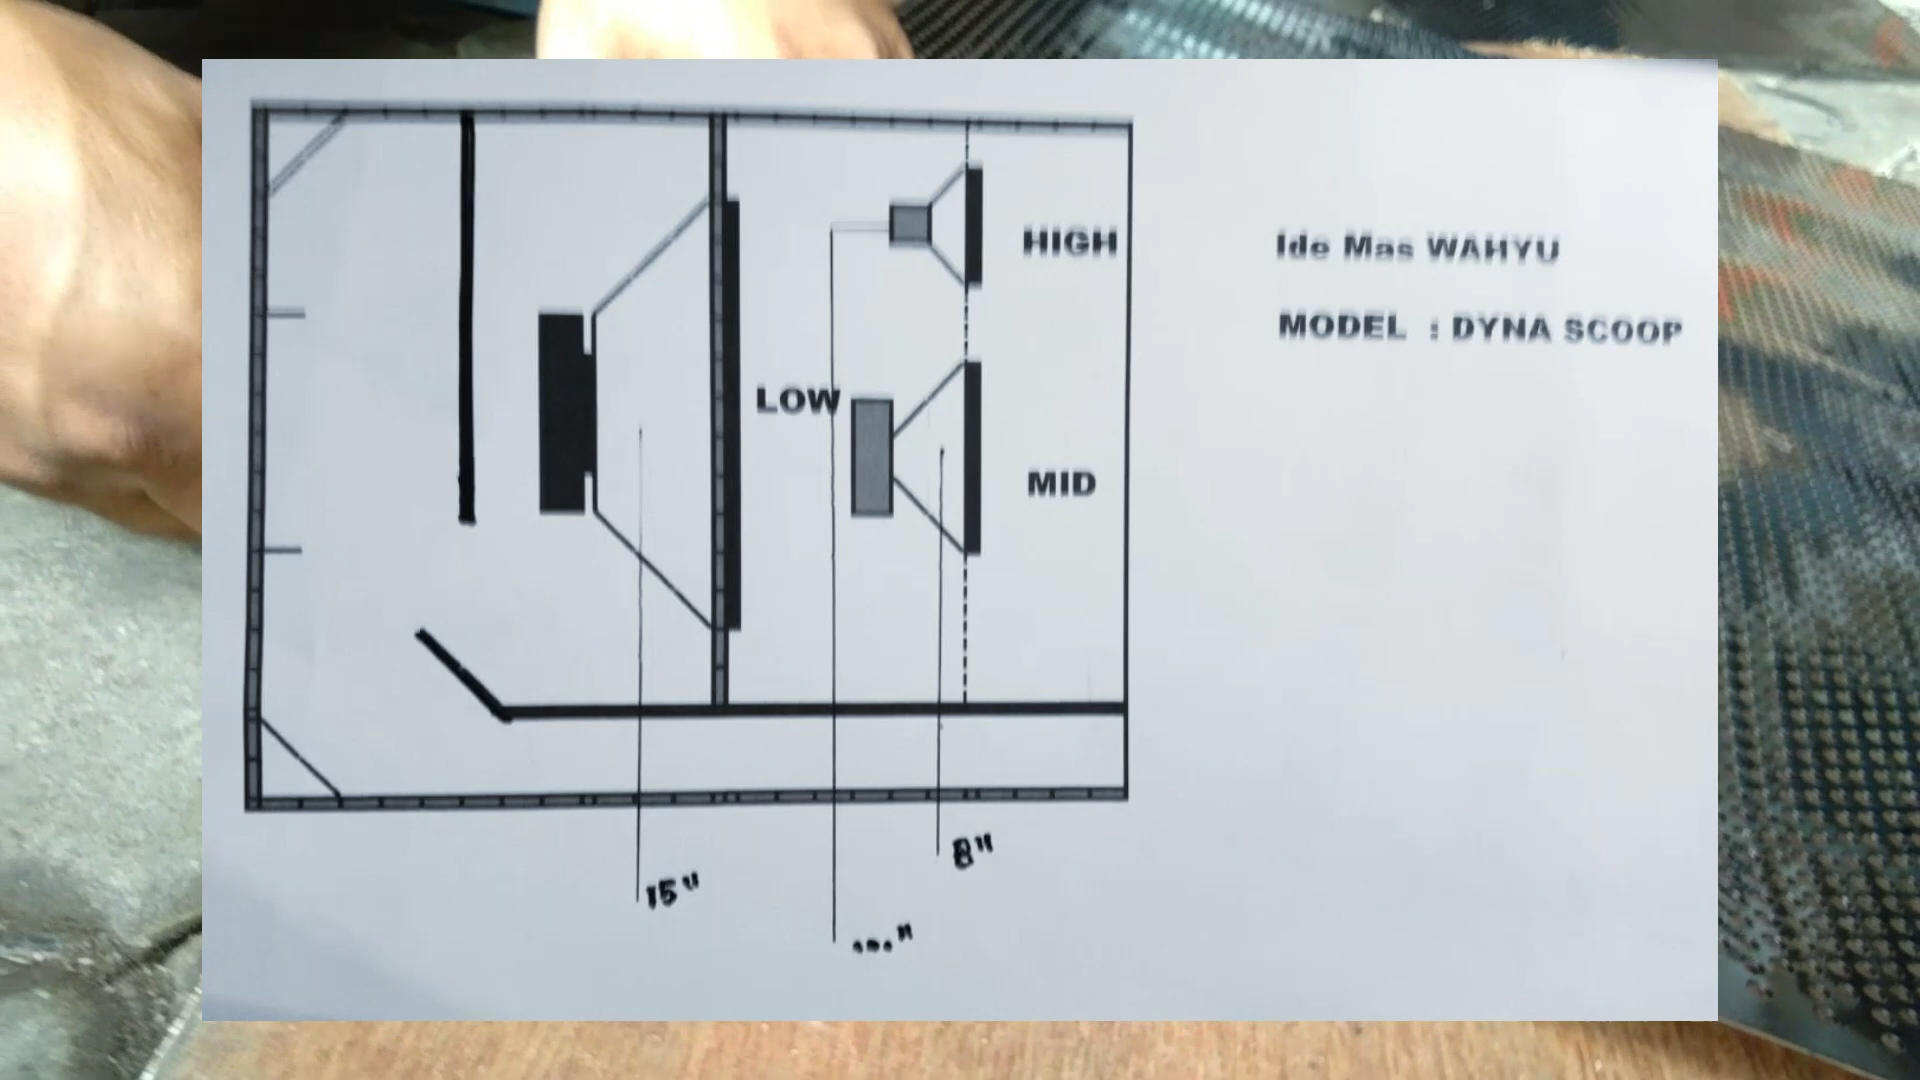 HIGH
Ide Mas WAHYU
MODEL : DYNA SCOOP
LOW
MID
8"
15"
..."